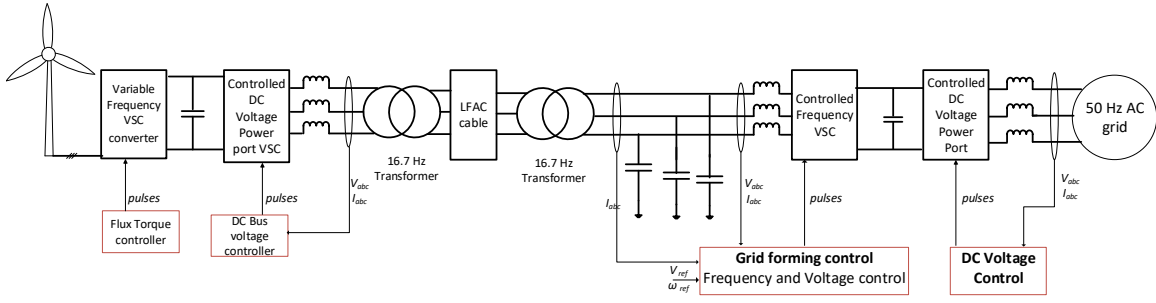 Variable
Frequency
VSC
converter
Controlled
DC
Voltage
Power
port VSC
LFAC
cable
Controlled
Frequency
VSC
Controlled
DC
Voltage
Power
Port
50 Hz AC
grid
16.7 Hz
Transformer
16.7 Hz
Transformer
pulses
pulses
Vabc
Iabc
Iabc
Vabc
Iabc
pulses
pulses
Vabc
Iabc
Flux Torque
controller
DC Bus
voltage
controller
Vref
ω ref
Grid forming control
Frequency and Voltage control
DC Voltage
Control